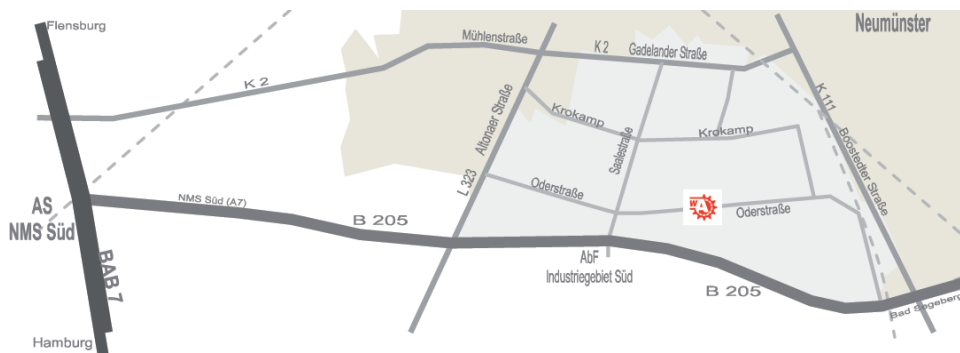 Flensburg
Neumünster
Mühlenstraße
K 2
Gadelander Straße
K 2
K 111
Altonaer Straße
Krokamp
Krokamp
Saalestraße
Boostedter Straße
L 323
Oderstraße
NMS Süd (A7)
WA
Oderstraße
AS
NMS Süd
B 205
BAB 7
AbF
Industriegebiet Süd
B 205
Bad Segeberg
Hamburg